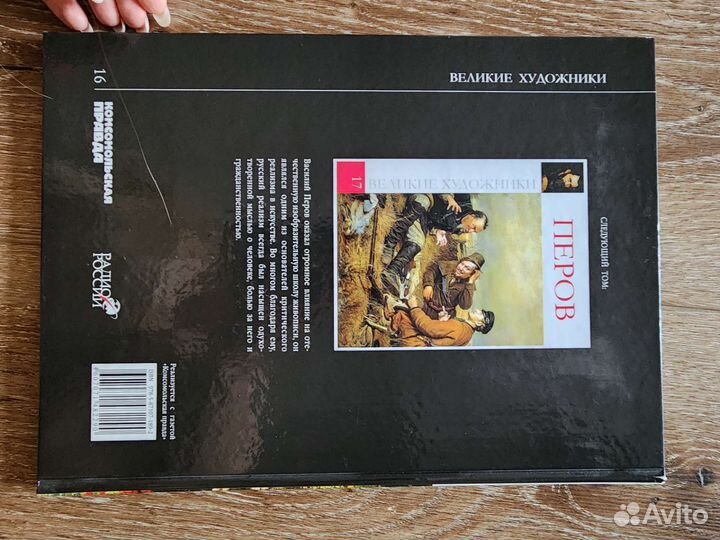 ВЕЛИКИЕ ХУДОЖНИКИ
СЛЕДУЮЩИЙ ТОМ:
ПЕРОВ
ВЕЛИКИЕ ХУДОЖНИКИ
17
Василий Перов оказал огромное влияние на оте-
чественную изобразительную школу живописи, он
являлся одним из основателей критического
реализма в искусстве. Во многом благодаря ему,
русский реализм всегда был насыщен одухо-
творенной мыслью о человеке, болью за него и
гражданственностью.
16
КОМСОМОЛЬСКАЯ
ПРАВДА
РАДИО
РОССИИ
Реализуется с газетой
«Комсомольская правда»
Avito